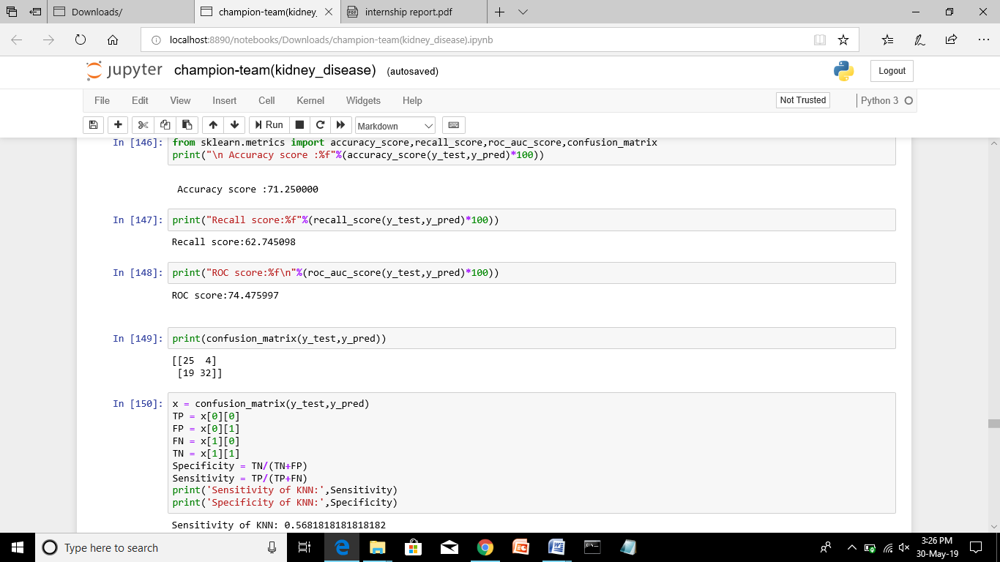 Downloads/
champion-team(kidney_
internship report.pdf
localhost:8890/notebooks/Downloads/champion-team(kidney_disease).ipynb
jupyter champion-team(kidney_disease) (autosaved)
Logout
File Edit View Insert Cell Kernel Widgets Help
Not Trusted
Python 3
Run
Markdown
In [146]: from sklearn.metrics import accuracy_score,recall_score,roc_auc_score,confusion_matrix
print("\n Accuracy score :%f"%(accuracy_score(y_test,y_pred)*100))
Accuracy score :71.250000
In [147]: print("Recall score:%f"%(recall_score(y_test,y_pred)*100))
Recall score:62.745098
In [148]: print("ROC score:%f\n"%(roc_auc_score(y_test,y_pred)*100))
ROC score:74.475997
In [149]: print(confusion_matrix(y_test,y_pred))
[[25  4]
 [19 32]]
In [150]: x = confusion_matrix(y_test,y_pred)
TP = x[0][0]
FP = x[0][1]
FN = x[1][0]
TN = x[1][1]
Specificity = TN/(TN+FP)
Sensitivity = TP/(TP+FN)
print('Sensitivity of KNN:',Sensitivity)
print('Specificity of KNN:',Specificity)
Sensitivity of KNN: 0.5681818181818182
Type here to search
3:26 PM
30-May-19